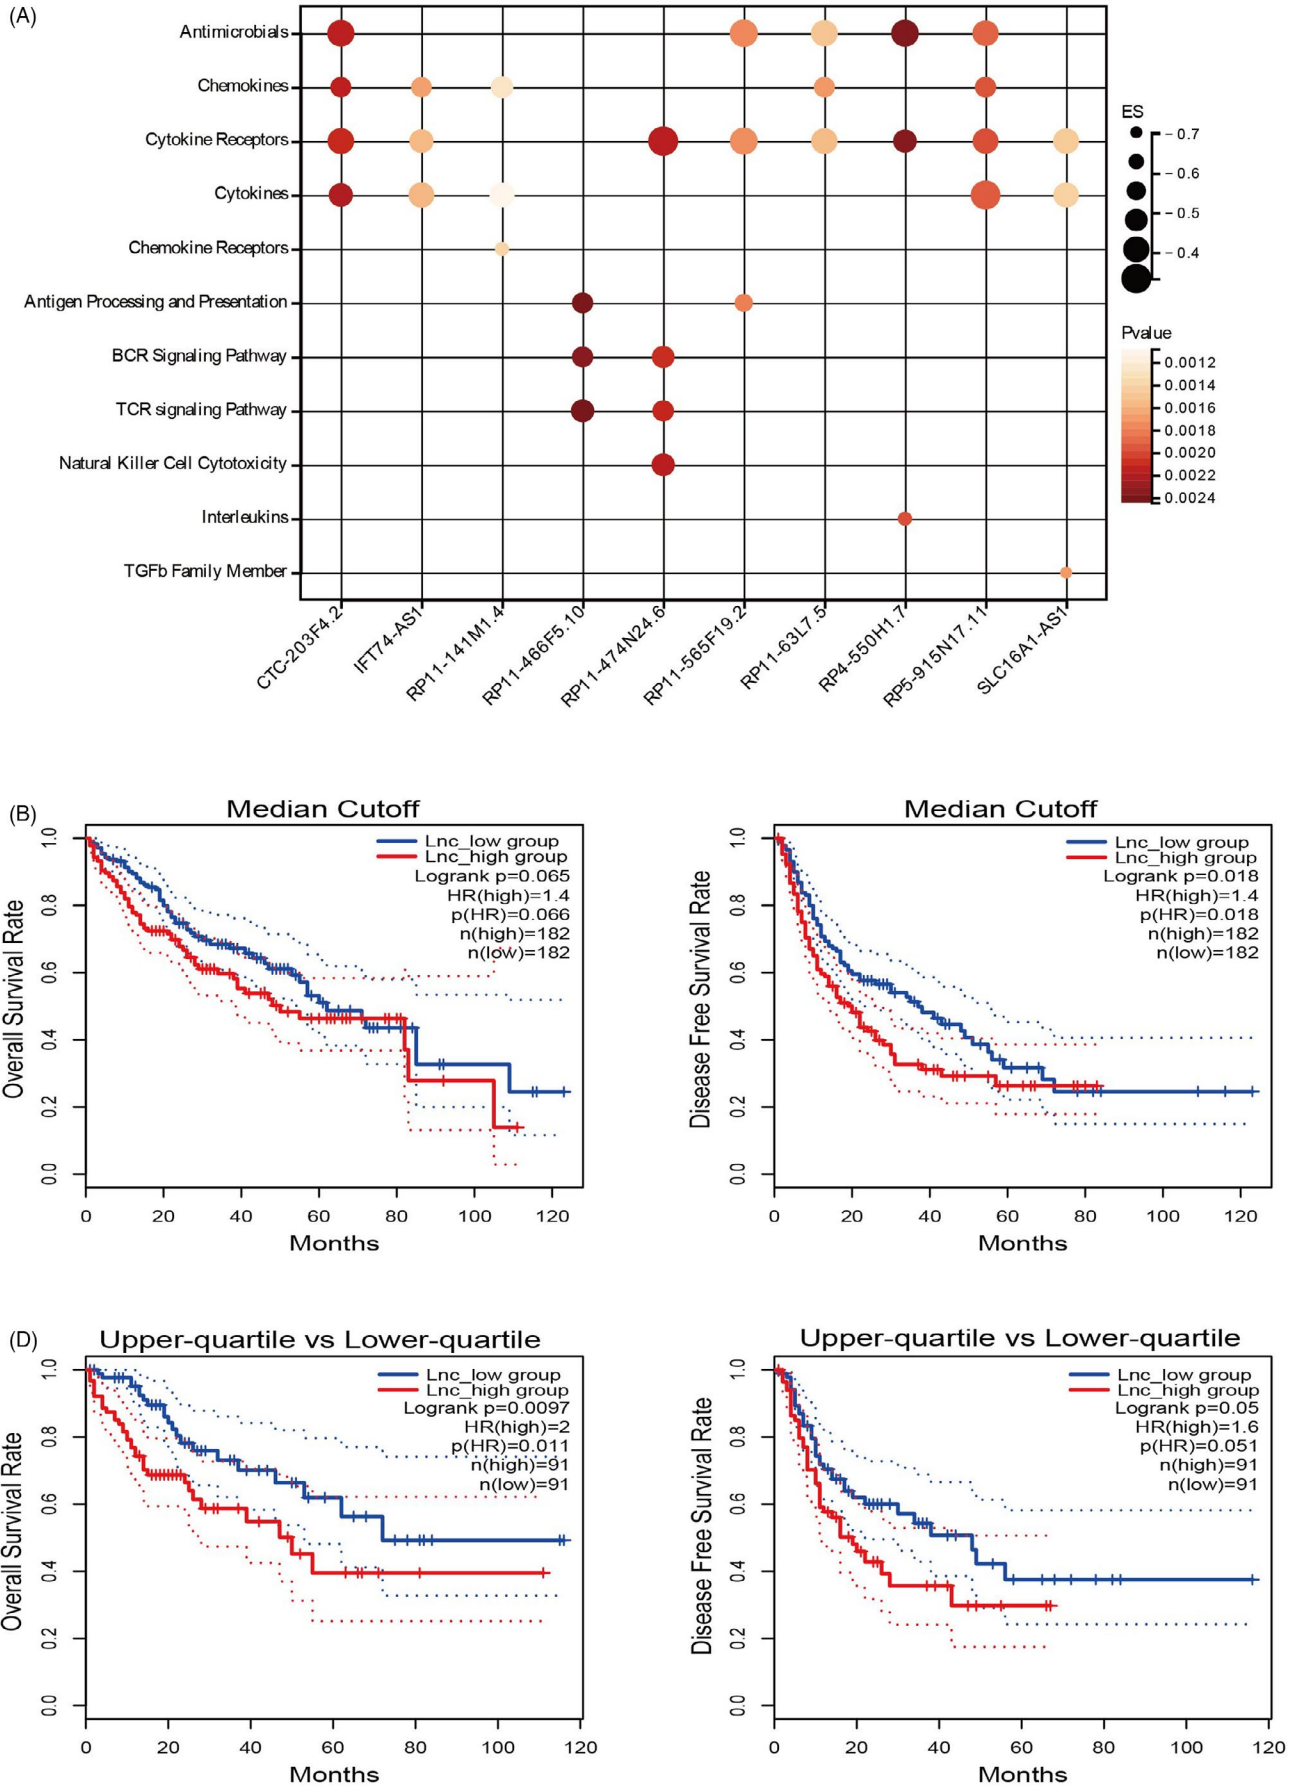 (A)
Antimicrobials
Chemokines
Cytokine Receptors
Cytokines
Chemokine Receptors
Antigen Processing and Presentation
BCR Signaling Pathway
TCR signaling Pathway
Natural Killer Cell Cytotoxicity
Interleukins
TGFb Family Member
CTC-203F4.2
IFT74-AS1
RP11-141M1.4
RP11-466F5.10
RP11-474N24.6
RP11-565F19.2
RP11-63L7.5
RP4-550H1.7
RP5-915N17.11
SLC16A1-AS1
ES
- 0.7
- 0.6
- 0.5
- 0.4
Pvalue
0.0012
0.0014
0.0016
0.0018
0.0020
0.0022
0.0024
(B)
Median Cutoff
Lnc_low group
Lnc_high group
Logrank p=0.065
HR(high)=1.4
p(HR)=0.066
n(high)=182
n(low)=182
Overall Survival Rate
1.0
0.8
0.6
0.4
0.2
0.0
0 20 40 60 80 100 120
Months
Median Cutoff
Lnc_low group
Lnc_high group
Logrank p=0.018
HR(high)=1.4
p(HR)=0.018
n(high)=182
n(low)=182
Disease Free Survival Rate
1.0
0.8
0.6
0.4
0.2
0.0
0 20 40 60 80 100 120
Months
(D)
Upper-quartile vs Lower-quartile
Lnc_low group
Lnc_high group
Logrank p=0.0097
HR(high)=2
p(HR)=0.011
n(high)=91
n(low)=91
Overall Survival Rate
1.0
0.8
0.6
0.4
0.2
0.0
0 20 40 60 80 100 120
Months
Upper-quartile vs Lower-quartile
Lnc_low group
Lnc_high group
Logrank p=0.05
HR(high)=1.6
p(HR)=0.051
n(high)=91
n(low)=91
Disease Free Survival Rate
1.0
0.8
0.6
0.4
0.2
0.0
0 20 40 60 80 100 120
Months